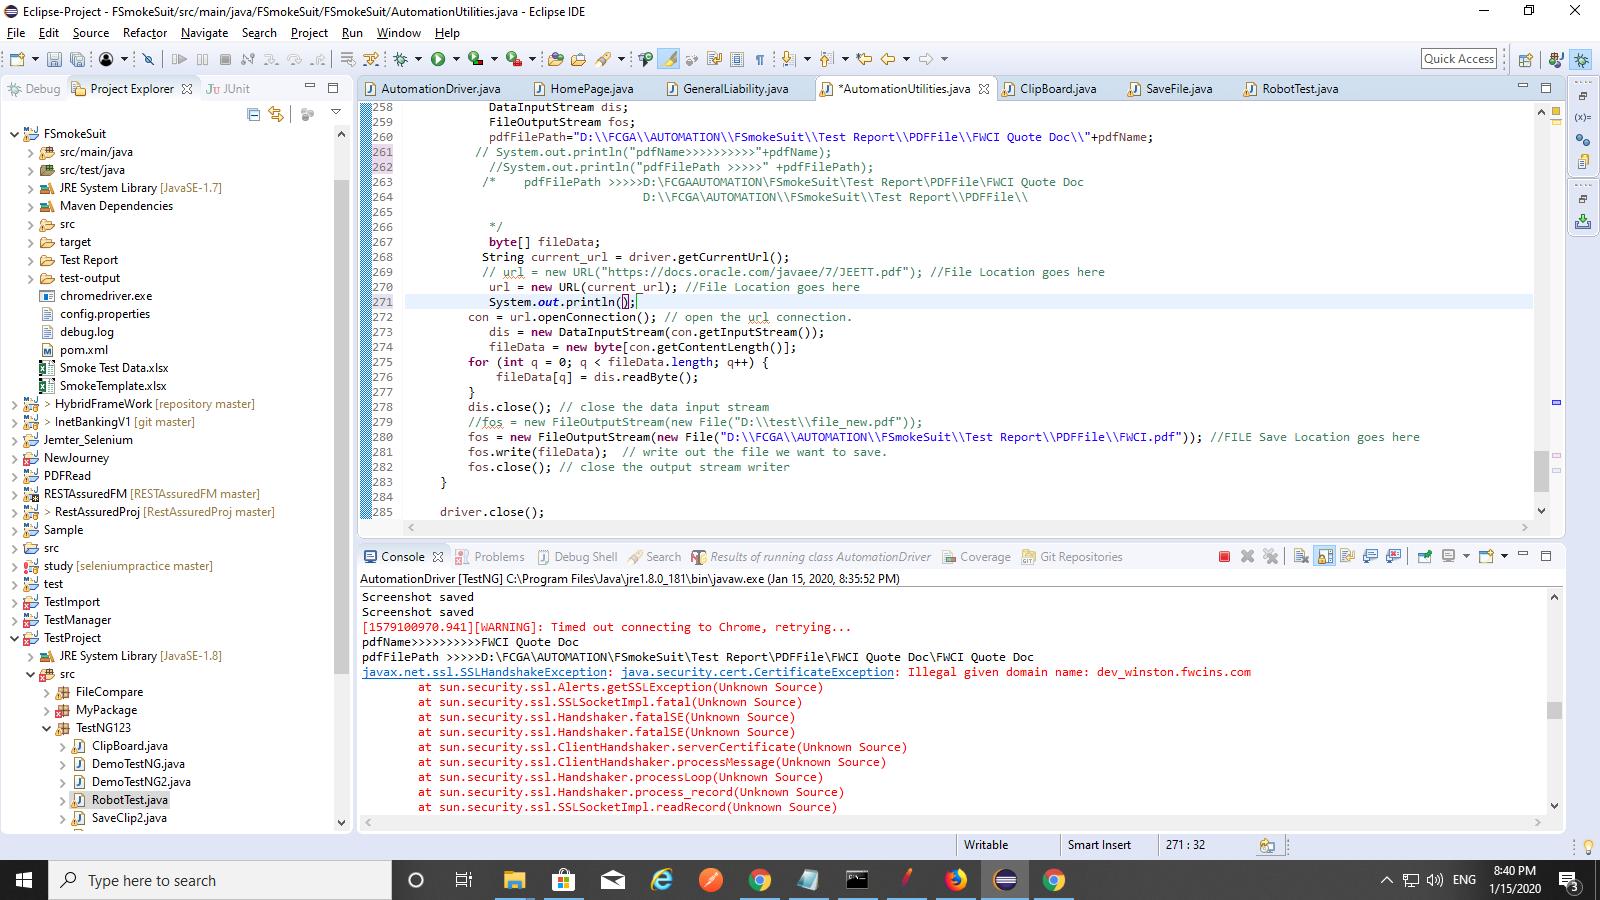 Eclipse-Project - FSmokeSuit/src/main/java/FSmokeSuit/FSmokeSuit/AutomationUtilities.java - Eclipse IDE
File Edit Source Refactor Navigate Search Project Run Window Help
Quick Access
Debug Project Explorer JUnit
AutomationDriver.java HomePage.java GeneralLiability.java *AutomationUtilities.java ClipBoard.java SaveFile.java RobotTest.java
FSmokeSuit
src/main/java
src/test/java
JRE System Library [JavaSE-1.7]
Maven Dependencies
src
target
Test Report
test-output
chromedriver.exe
config.properties
debug.log
pom.xml
Smoke Test Data.xlsx
SmokeTemplate.xlsx
> HybridFrameWork [repository master]
> InetBankingV1 [git master]
Jemter_Selenium
NewJourney
PDFRead
RESTAssuredFM [RESTAssuredFM master]
> RestAssuredProj [RestAssuredProj master]
Sample
src
study [seleniumpractice master]
test
TestImport
TestManager
TestProject
JRE System Library [JavaSE-1.8]
src
FileCompare
MyPackage
TestNG123
ClipBoard.java
DemoTestNG.java
DemoTestNG2.java
RobotTest.java
SaveClip2.java
258 DataInputStream dis;
259 FileOutputStream fos;
260 pdfFilePath="D:\\FCGA\\AUTOMATION\\FSmokeSuit\\Test Report\\PDFFile\\FWCI Quote Doc\\"+pdfName;
261 // System.out.println("pdfName>>>>>>>>>>"+pdfName);
262 //System.out.println("pdfFilePath >>>>>" +pdfFilePath);
263 /* pdfFilePath >>>>>D:\FCGAAUTOMATION\FSmokeSuit\Test Report\PDFFile\FWCI Quote Doc
264 D:\\FCGA\AUTOMATION\\FSmokeSuit\\Test Report\\PDFFile\\
265
266 */
267 byte[] fileData;
268 String current_url = driver.getCurrentUrl();
269 // url = new URL("https://docs.oracle.com/javaee/7/JEETT.pdf"); //File Location goes here
270 url = new URL(current_url); //File Location goes here
271 System.out.println();
272 con = url.openConnection(); // open the url connection.
273 dis = new DataInputStream(con.getInputStream());
274 fileData = new byte[con.getContentLength()];
275 for (int q = 0; q < fileData.length; q++) {
276 fileData[q] = dis.readByte();
277 }
278 dis.close(); // close the data input stream
279 //fos = new FileOutputStream(new File("D:\\test\\file_new.pdf"));
280 fos = new FileOutputStream(new File("D:\\FCGA\\AUTOMATION\\FSmokeSuit\\Test Report\\PDFFile\\FWCI.pdf")); //FILE Save Location goes here
281 fos.write(fileData); // write out the file we want to save.
282 fos.close(); // close the output stream writer
283 }
284
285 driver.close();
Console Problems Debug Shell Search Results of running class AutomationDriver Coverage Git Repositories
AutomationDriver [TestNG] C:\Program Files\Java\jre1.8.0_181\bin\javaw.exe (Jan 15, 2020, 8:35:52 PM)
Screenshot saved
Screenshot saved
[1579100970.941][WARNING]: Timed out connecting to Chrome, retrying...
pdfName>>>>>>>>>>FWCI Quote Doc
pdfFilePath >>>>>D:\FCGA\AUTOMATION\FSmokeSuit\Test Report\PDFFile\FWCI Quote Doc\FWCI Quote Doc
javax.net.ssl.SSLHandshakeException: java.security.cert.CertificateException: Illegal given domain name: dev_winston.fwcins.com
at sun.security.ssl.Alerts.getSSLException(Unknown Source)
at sun.security.ssl.SSLSocketImpl.fatal(Unknown Source)
at sun.security.ssl.Handshaker.fatalSE(Unknown Source)
at sun.security.ssl.Handshaker.fatalSE(Unknown Source)
at sun.security.ssl.ClientHandshaker.serverCertificate(Unknown Source)
at sun.security.ssl.ClientHandshaker.processMessage(Unknown Source)
at sun.security.ssl.Handshaker.processLoop(Unknown Source)
at sun.security.ssl.Handshaker.process_record(Unknown Source)
at sun.security.ssl.SSLSocketImpl.readRecord(Unknown Source)
Writable Smart Insert 271 : 32
Type here to search
ENG
8:40 PM
1/15/2020
3